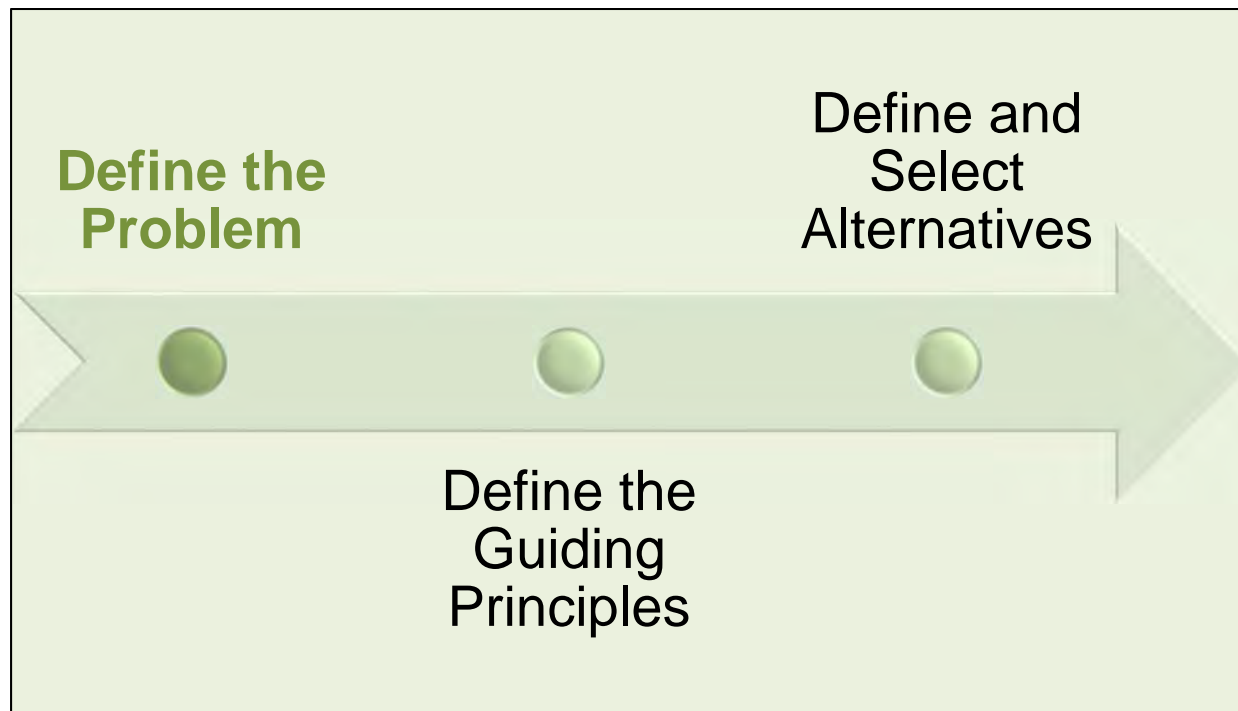 Define the
Problem
Define the
Guiding
Principles
Define and
Select
Alternatives